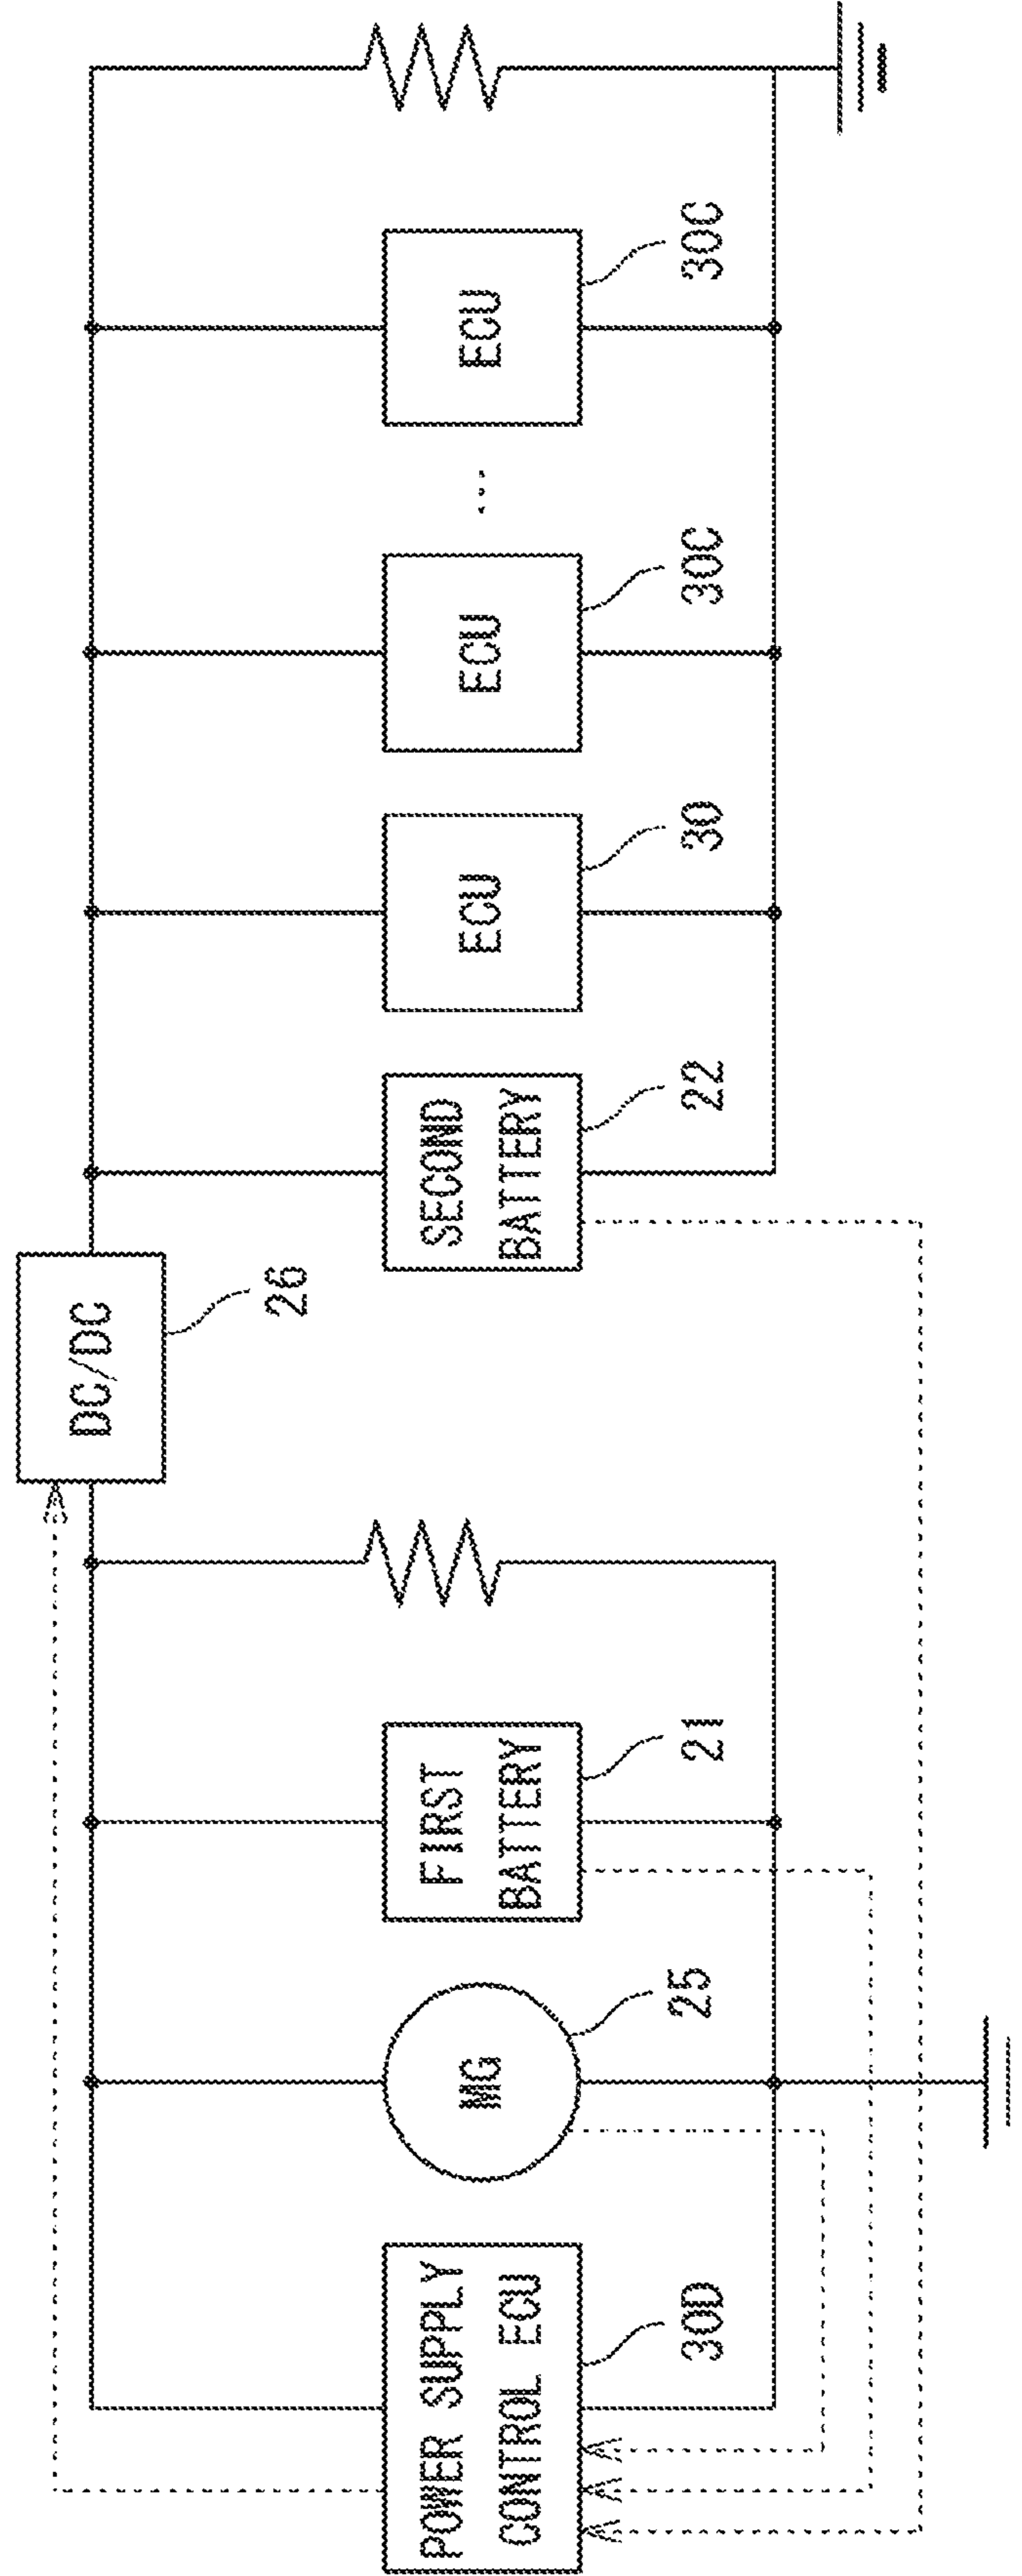 DC/DC
26
POWER SUPPLY
CONTROL ECU
30D
MG
25
FIRST
BATTERY
21
SECOND
BATTERY
22
ECU
30
ECU
30C
...
ECU
30C